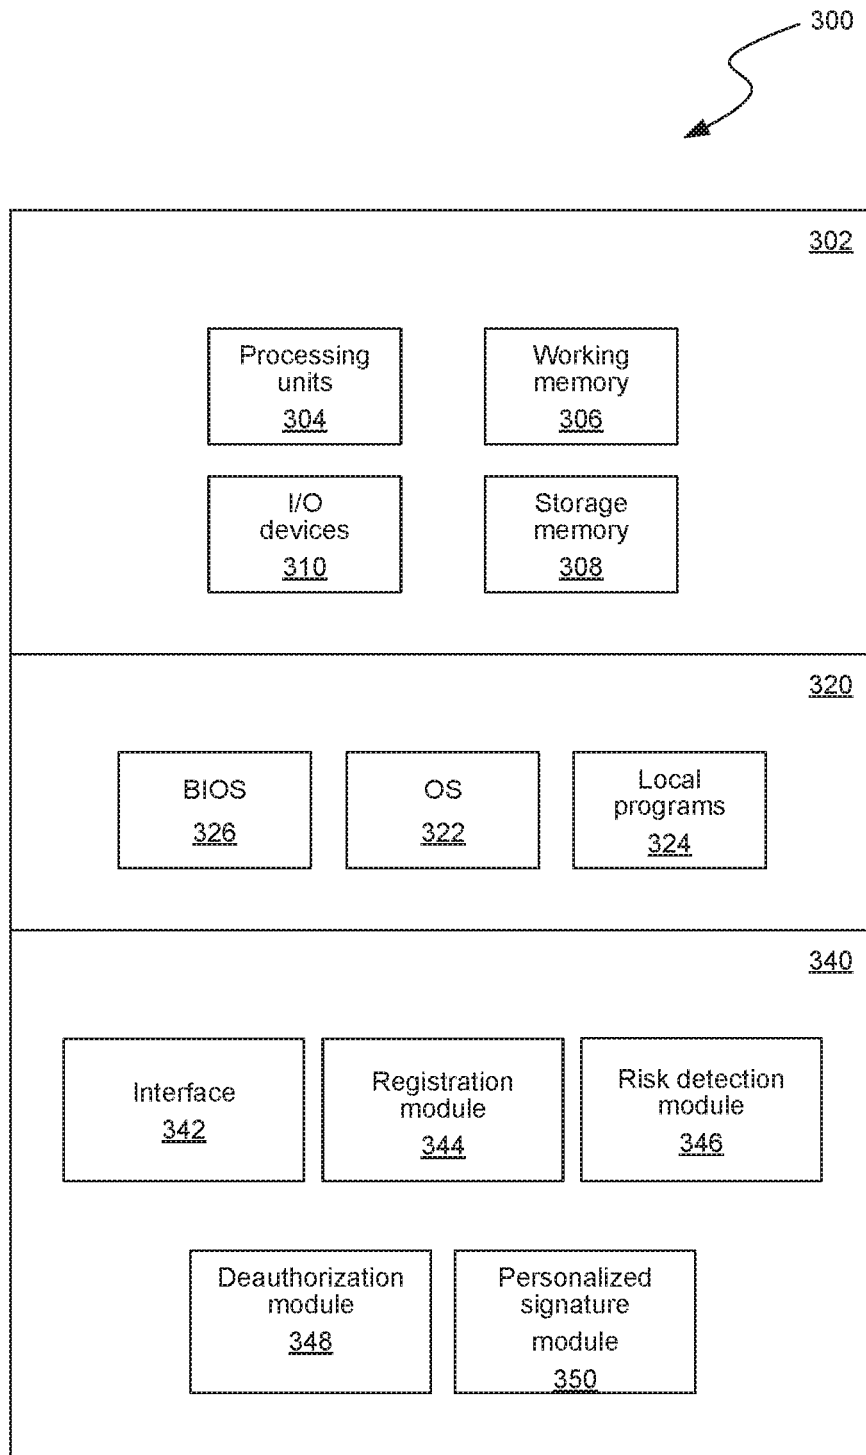 300
302
Processing
units
304
Working
memory
306
I/O
devices
310
Storage
memory
308
320
BIOS
326
OS
322
Local
programs
324
340
Interface
342
Registration
module
344
Risk detection
module
346
Deauthorization
module
348
Personalized
signature
module
350